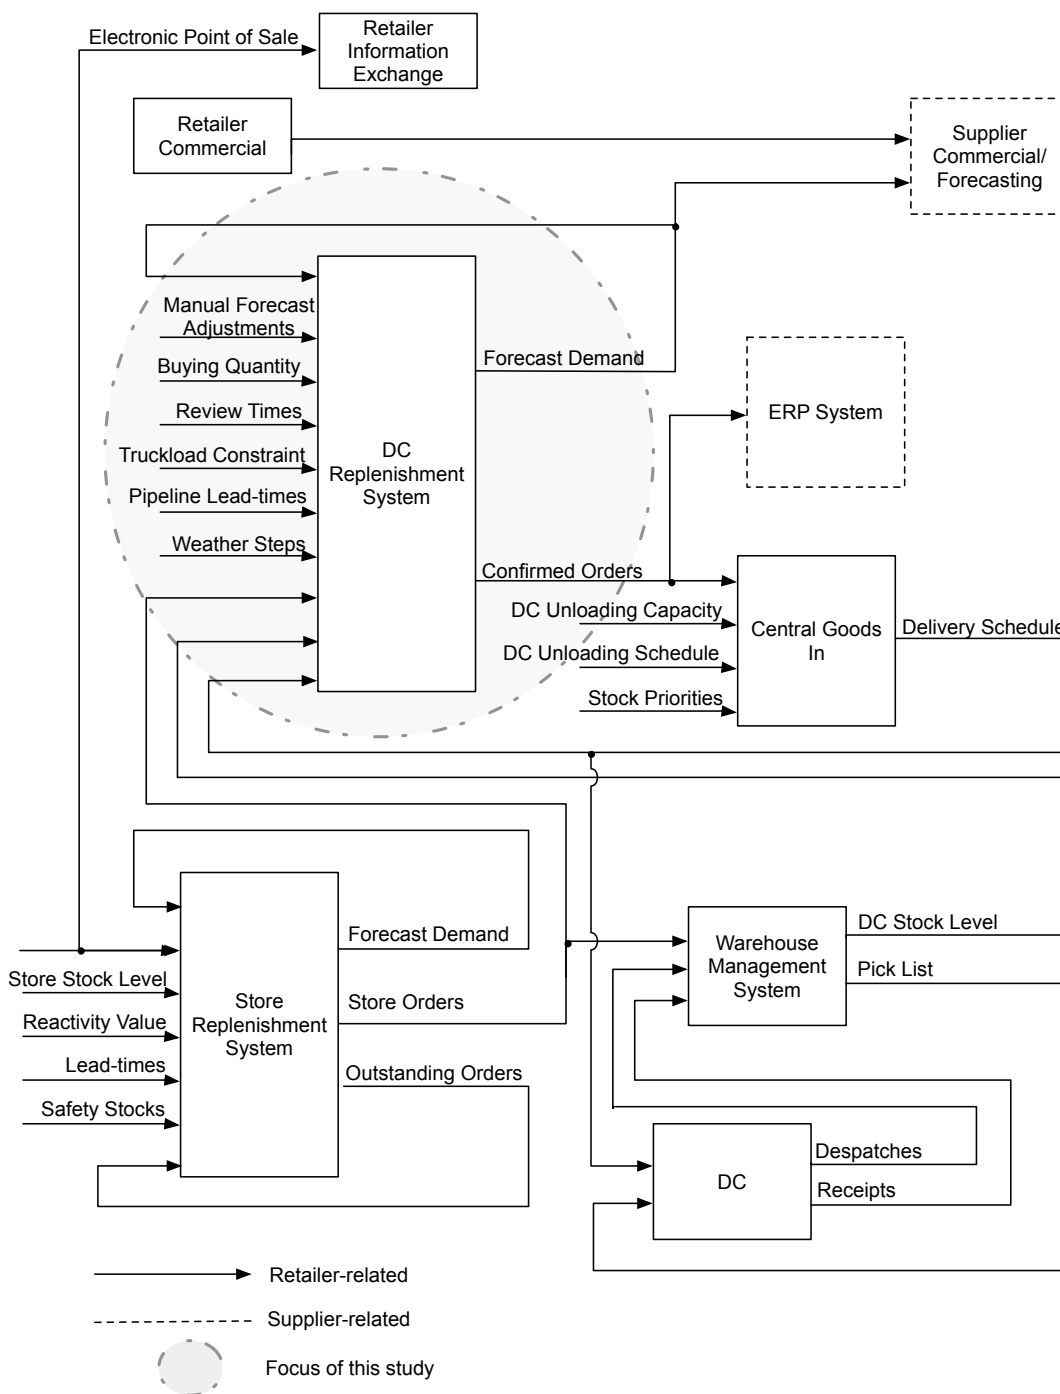 Electronic Point of Sale
Retailer
Information
Exchange
Retailer
Commercial
Supplier
Commercial/
Forecasting
Manual Forecast
Adjustments
Buying Quantity
Review Times
Truckload Constraint
Pipeline Lead-times
Weather Steps
DC
Replenishment
System
Forecast Demand
ERP System
Confirmed Orders
DC Unloading Capacity
DC Unloading Schedule
Stock Priorities
Central Goods
In
Delivery Schedule
Store Stock Level
Reactivity Value
Lead-times
Safety Stocks
Store
Replenishment
System
Forecast Demand
Store Orders
Outstanding Orders
Warehouse
Management
System
DC Stock Level
Pick List
DC
Despatches
Receipts
Retailer-related
Supplier-related
Focus of this study